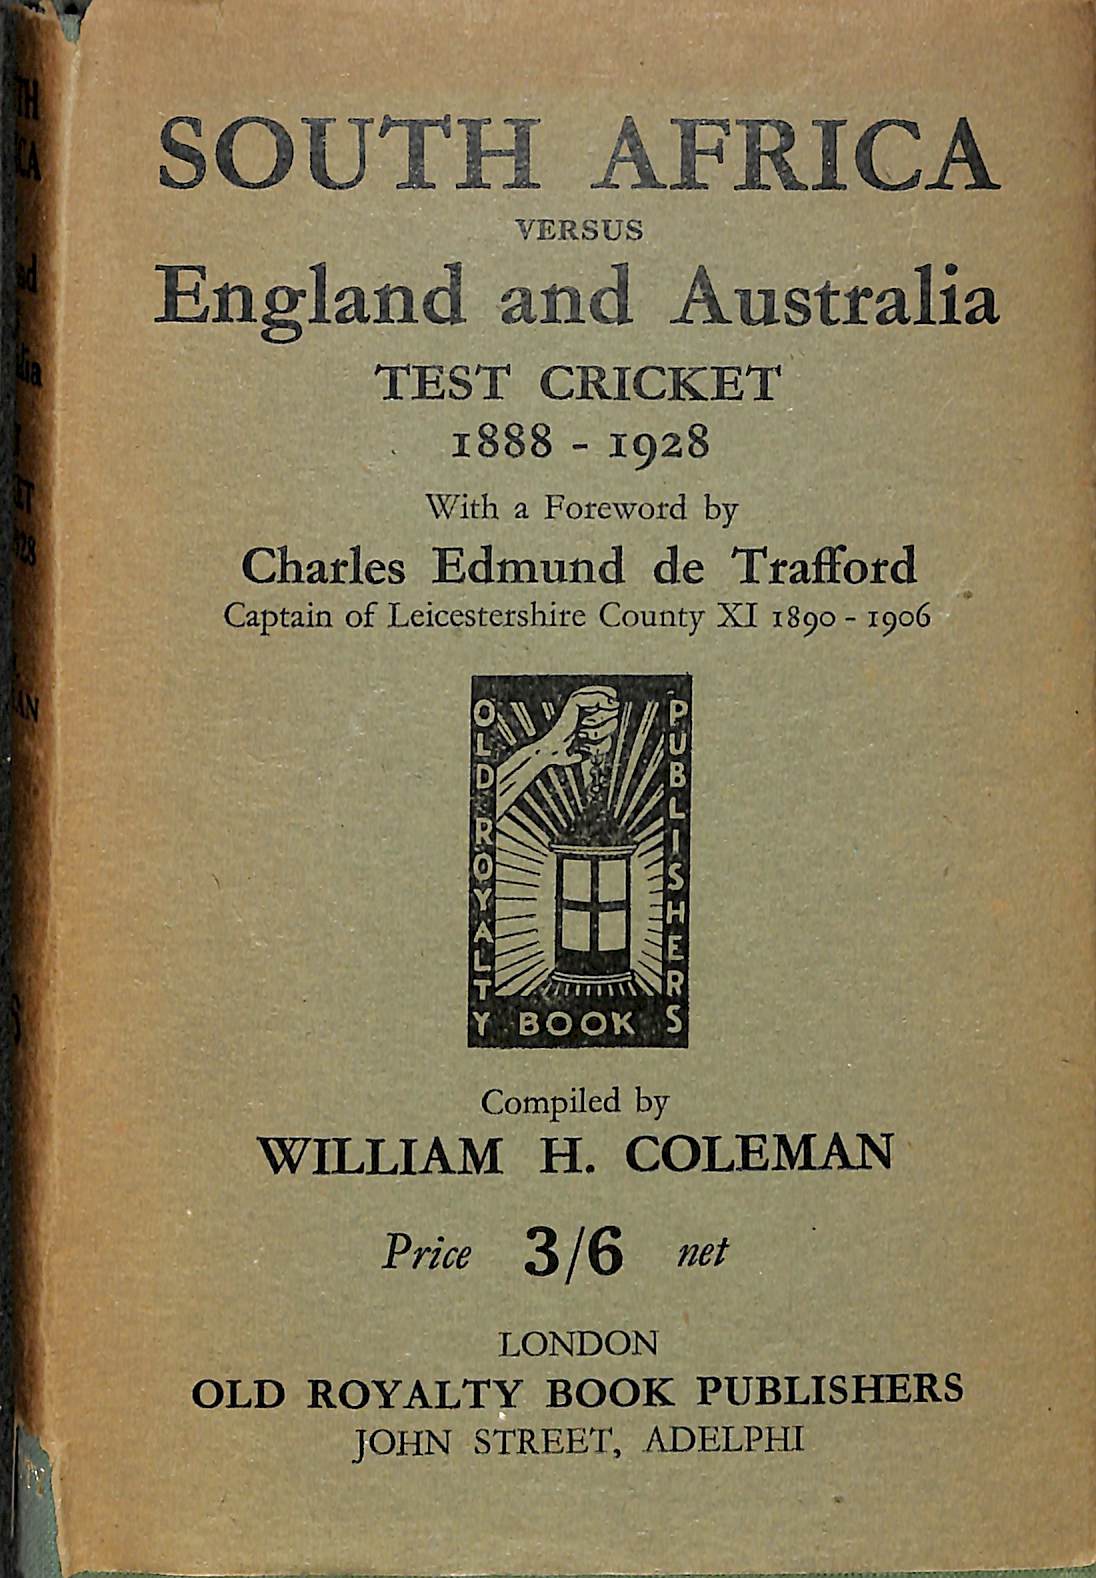 SOUTH AFRICA
VERSUS
England and Australia
TEST CRICKET
1888 - 1928
With a Foreword by
Charles Edmund de Trafford
Captain of Leicestershire County XI 1890 - 1906
OLD ROYALTY
BOOK
PUBLISHERS
Compiled by
WILLIAM H. COLEMAN
Price 3/6 net
LONDON
OLD ROYALTY BOOK PUBLISHERS
JOHN STREET, ADELPHI